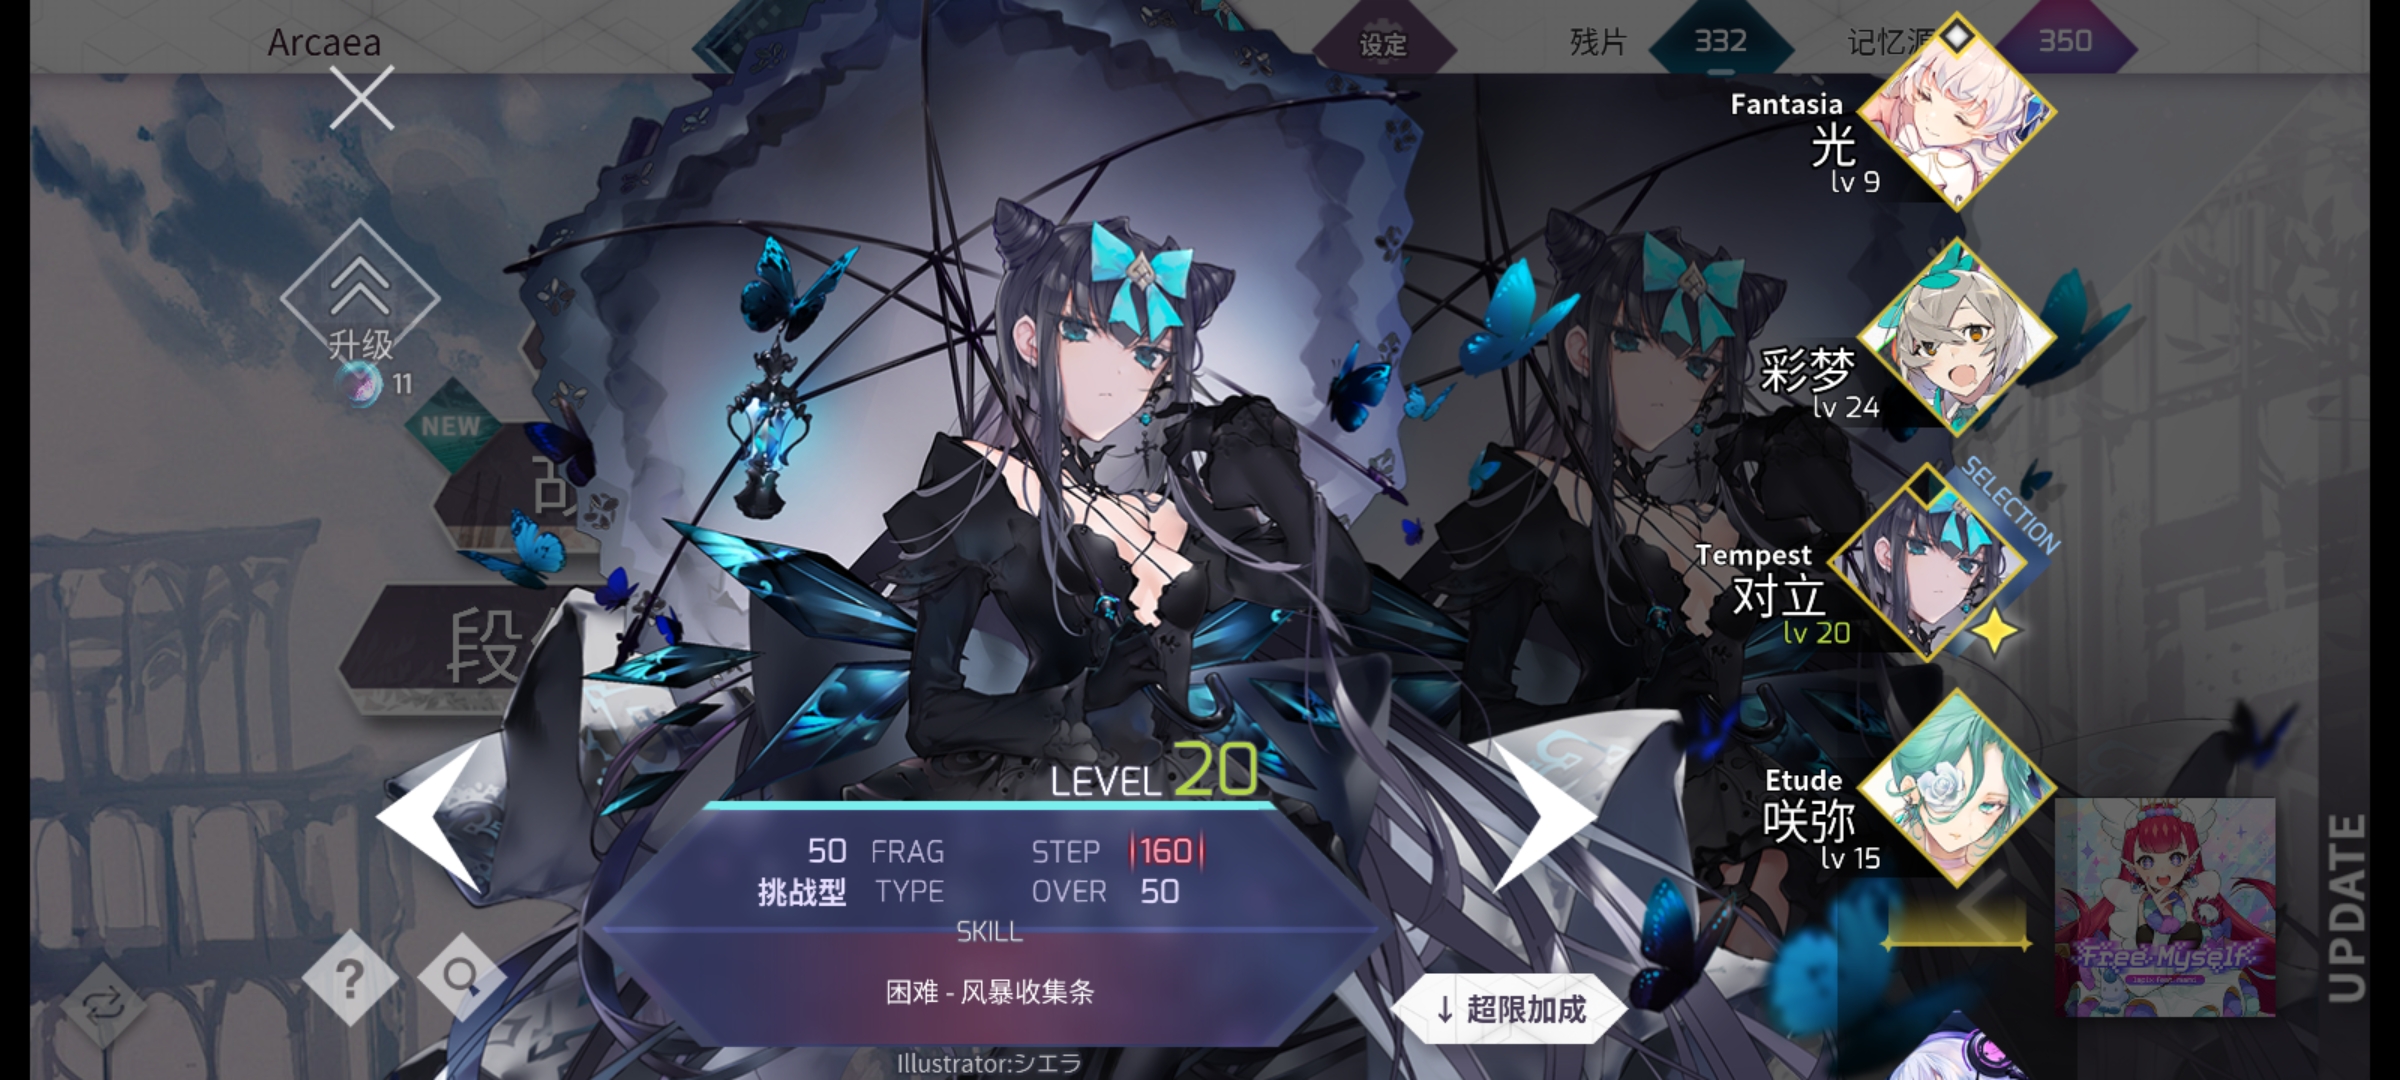 Arcaea
设定
残片
332
记忆源
350
Fantasia
光
lv 9
升级
11
NEW
彩梦
lv 24
SELECTION
Tempest
对立
lv 20
段
LEVEL 20
Etude
咲弥
lv 15
50 FRAG
STEP 160
挑战型 TYPE
OVER 50
SKILL
困难 - 风暴收集条
?
↓ 超限加成
Illustrator:シエラ
Free Myself
UPDATE